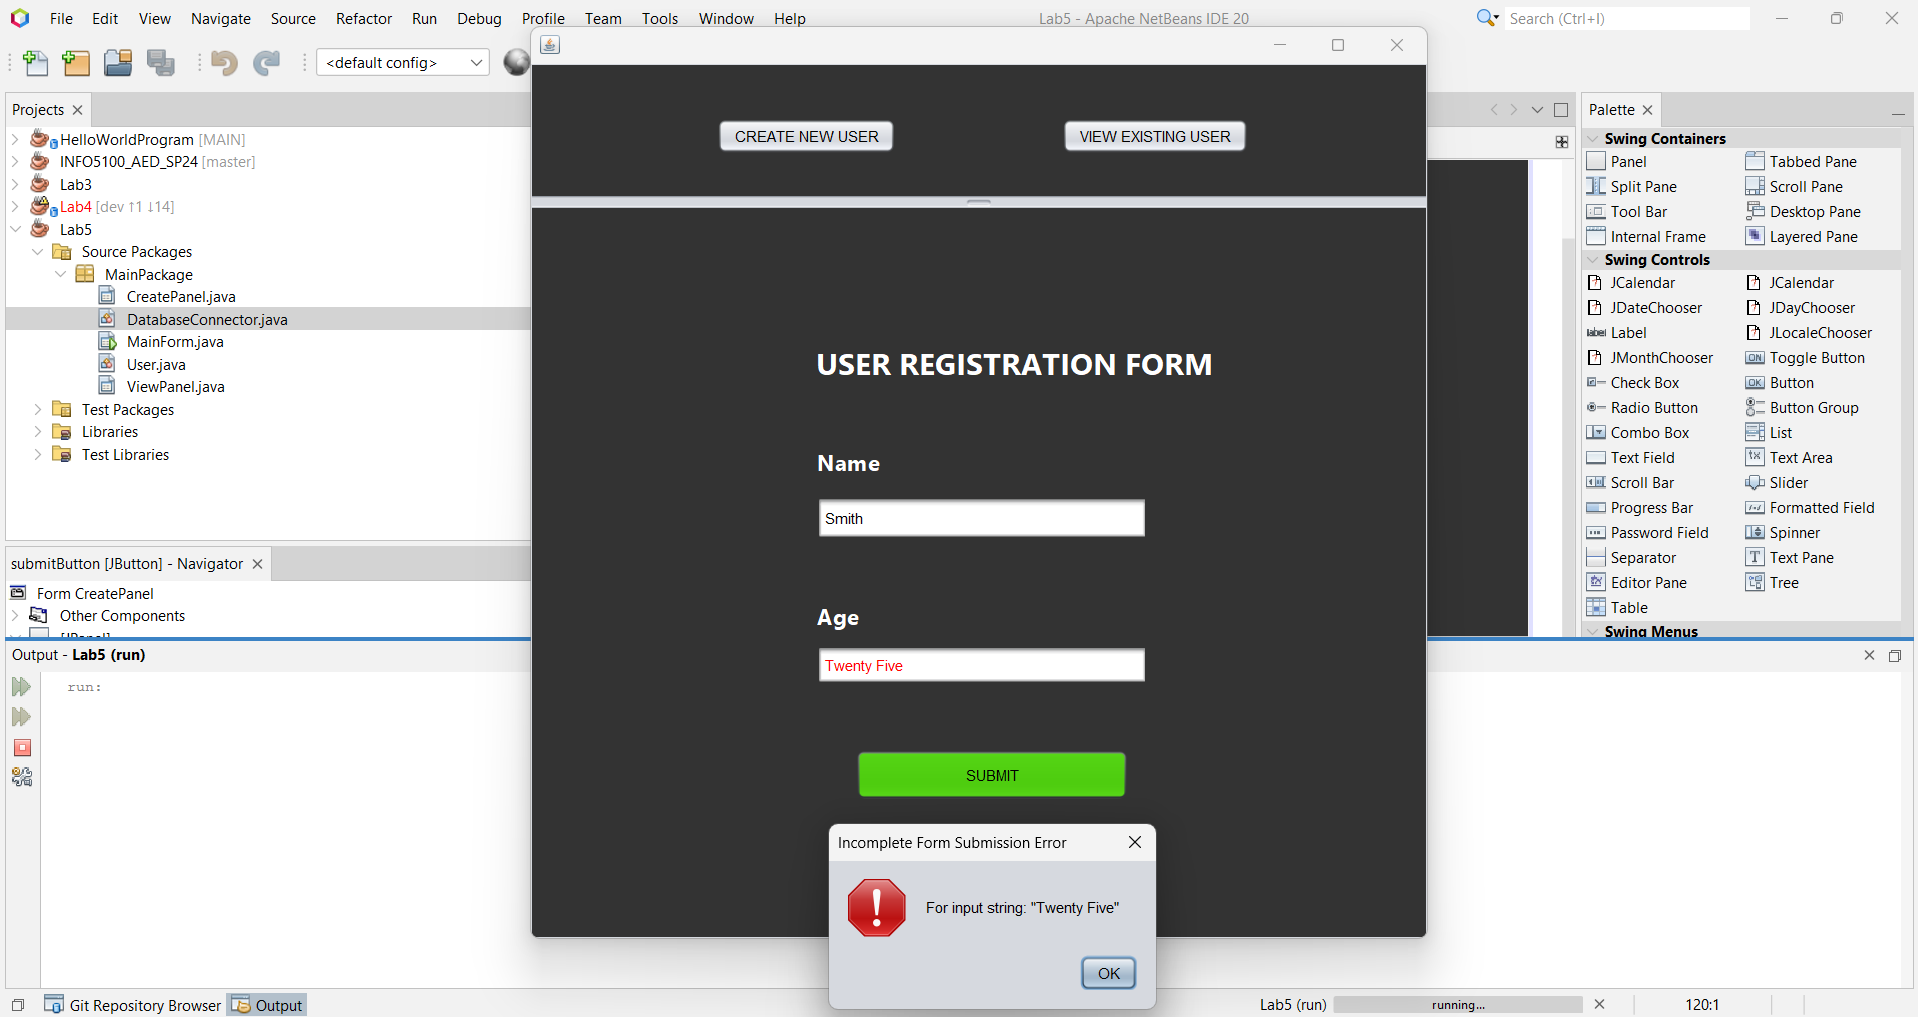 File Edit View Navigate Source Refactor Run Debug Profile Team Tools Window Help
Lab5 - Apache NetBeans IDE 20
Search (Ctrl+I)
<default config>
Projects
HelloWorldProgram [MAIN]
INFO5100_AED_SP24 [master]
Lab3
Lab4 [dev ↑1 ↓14]
Lab5
Source Packages
MainPackage
CreatePanel.java
DatabaseConnector.java
MainForm.java
User.java
ViewPanel.java
Test Packages
Libraries
Test Libraries
submitButton [JButton] - Navigator
Form CreatePanel
Other Components
[JPanel]
CREATE NEW USER
VIEW EXISTING USER
USER REGISTRATION FORM
Name
Smith
Age
Twenty Five
SUBMIT
Incomplete Form Submission Error
For input string: "Twenty Five"
OK
Palette
Swing Containers
Panel Tabbed Pane
Split Pane Scroll Pane
Tool Bar Desktop Pane
Internal Frame Layered Pane
Swing Controls
JCalendar JCalendar
JDateChooser JDayChooser
label Label JLocaleChooser
JMonthChooser ON Toggle Button
Check Box OK Button
Radio Button Button Group
Combo Box List
Text Field Text Area
Scroll Bar Slider
Progress Bar Formatted Field
Password Field Spinner
Separator Text Pane
Editor Pane Tree
Table
Swing Menus
Output - Lab5 (run)
run:
Git Repository Browser Output
Lab5 (run) running... 120:1